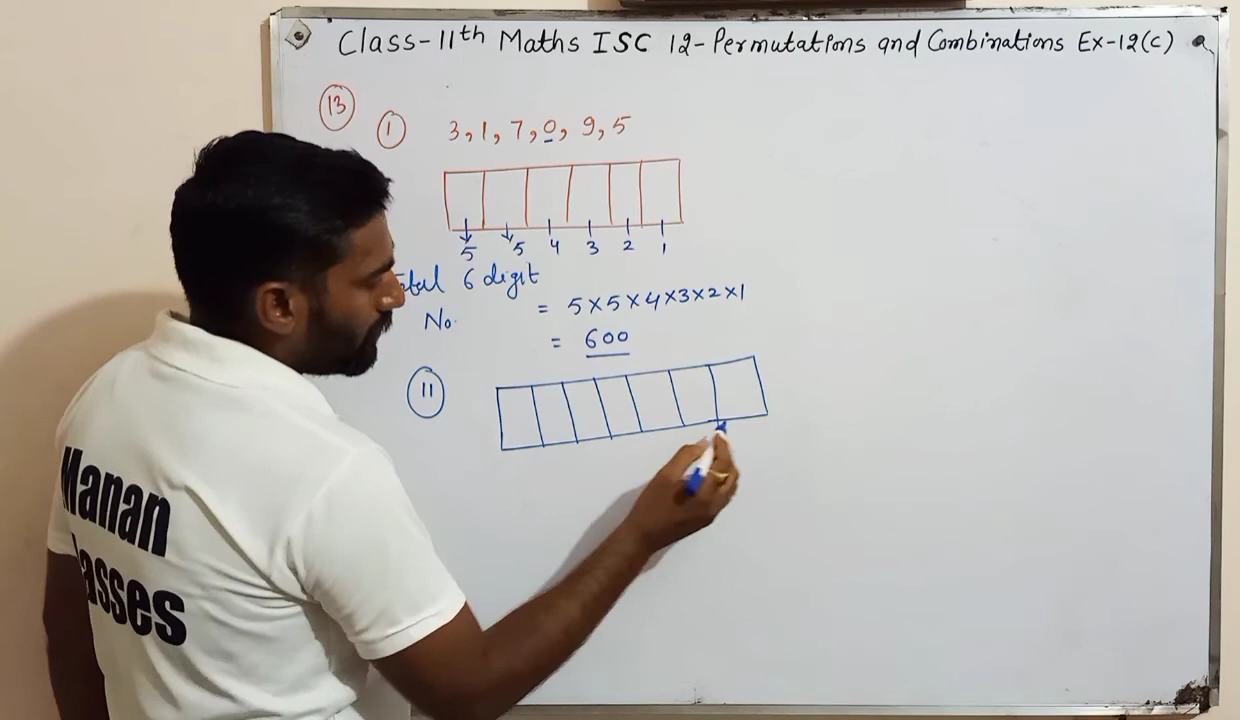 Class-11th Maths ISC 12-Permutations and Combinations Ex-12(c)
13
1 3, 1, 7, 0, 9, 5
5 5 4 3 2 1
6 digit
No. = 5×5×4×3×2×1
= 600
11
Manan